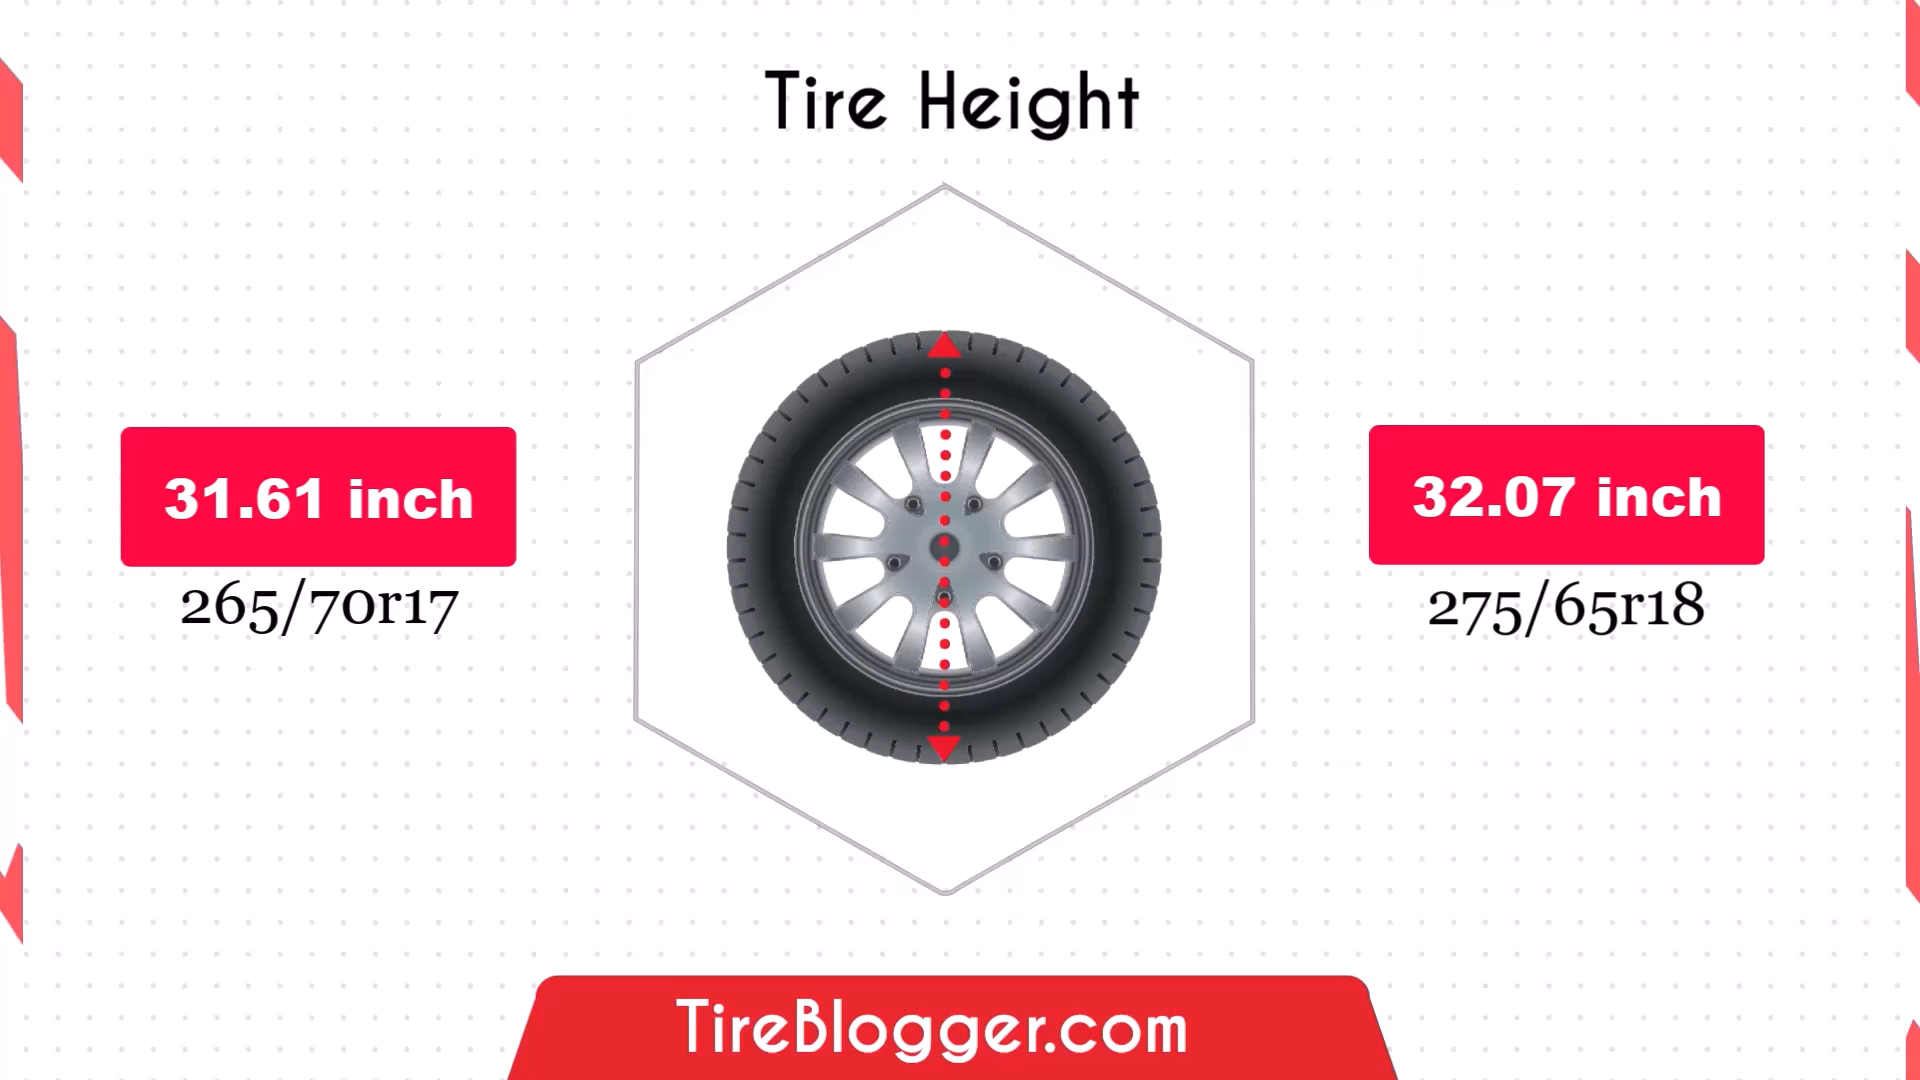 Tire Height
31.61 inch
265/70r17
32.07 inch
275/65r18
TireBlogger.com